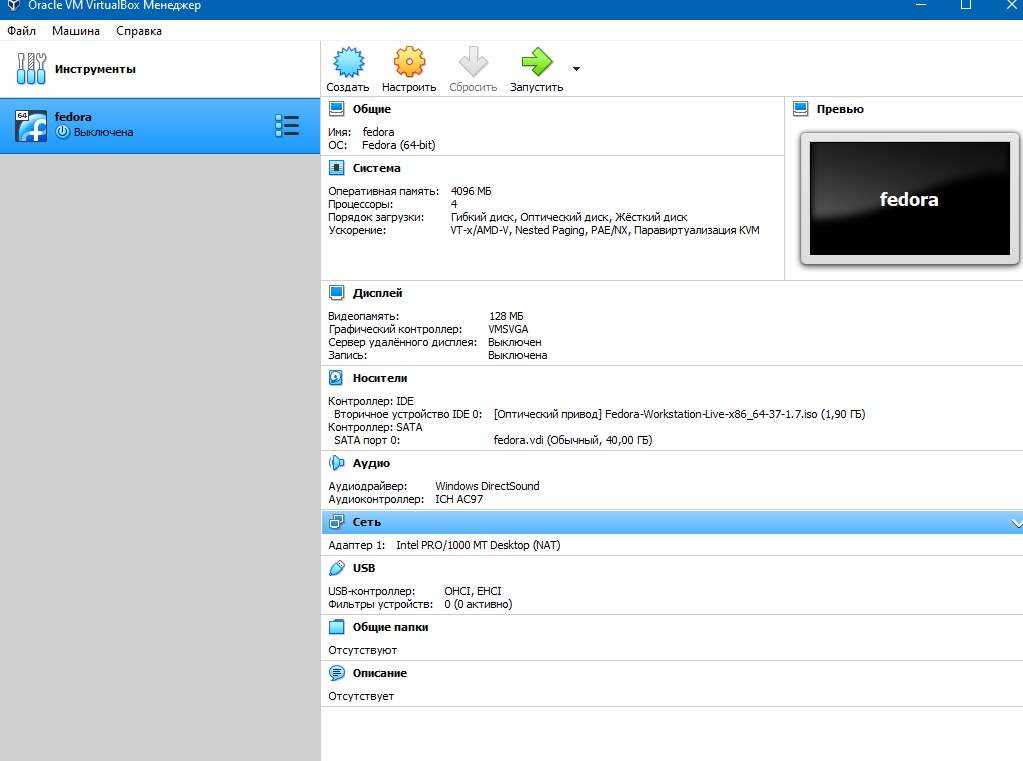 Oracle VM VirtualBox Менеджер
Файл Машина Справка
Инструменты
64
fedora
Выключена
Создать Настроить Сбросить Запустить
Общие
Имя: fedora
ОС: Fedora (64-bit)
Превью
fedora
Система
Оперативная память: 4096 МБ
Процессоры: 4
Порядок загрузки: Гибкий диск, Оптический диск, Жёсткий диск
Ускорение: VT-x/AMD-V, Nested Paging, PAE/NX, Паравиртуализация KVM
Дисплей
Видеопамять: 128 МБ
Графический контроллер: VMSVGA
Сервер удалённого дисплея: Выключен
Запись: Выключена
Носители
Контроллер: IDE
Вторичное устройство IDE 0: [Оптический привод] Fedora-Workstation-Live-x86_64-37-1.7.iso (1,90 ГБ)
Контроллер: SATA
SATA порт 0: fedora.vdi (Обычный, 40,00 ГБ)
Аудио
Аудиодрайвер: Windows DirectSound
Аудиоконтроллер: ICH AC97
Сеть
Адаптер 1: Intel PRO/1000 MT Desktop (NAT)
USB
USB-контроллер: OHCI, EHCI
Фильтры устройств: 0 (0 активно)
Общие папки
Отсутствуют
Описание
Отсутствует